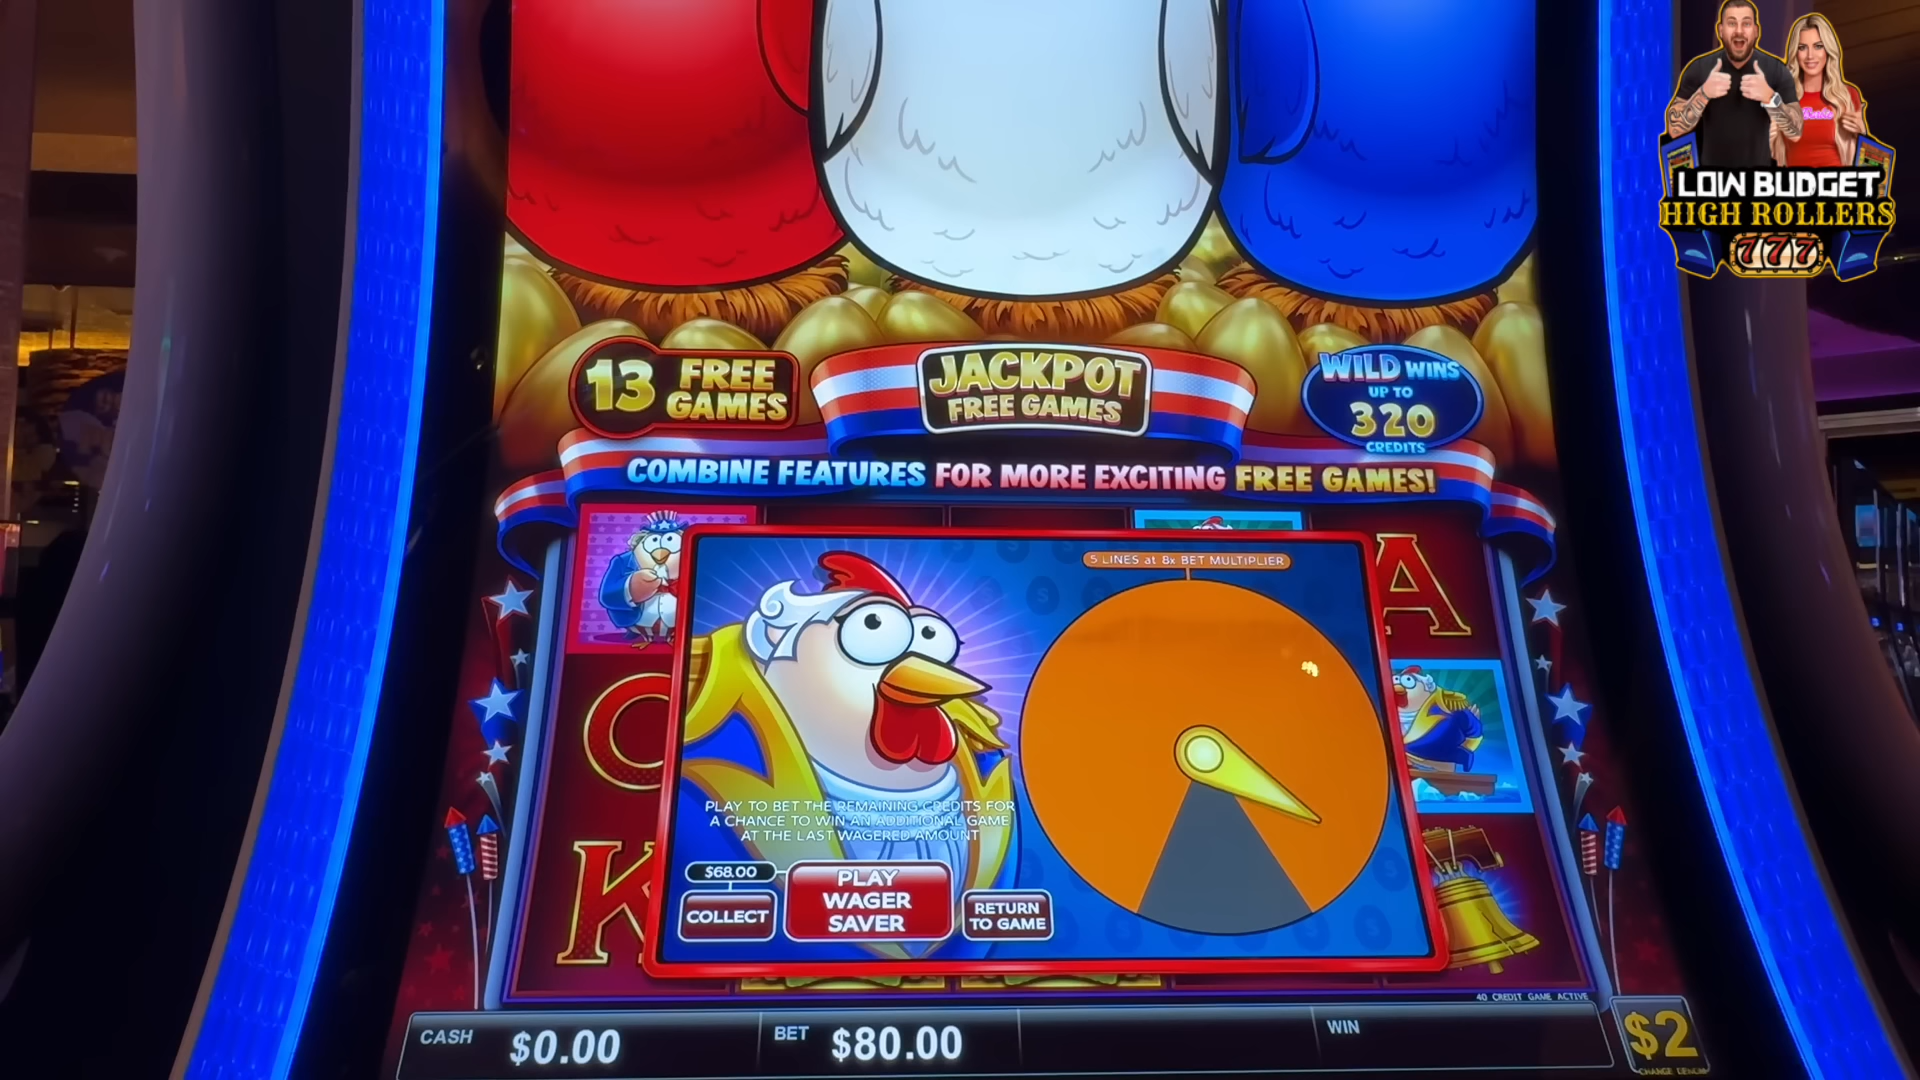 LOW BUDGET
HIGH ROLLERS
777
13 FREE GAMES
JACKPOT
FREE GAMES
WILD WINS
UP TO
320
CREDITS
COMBINE FEATURES FOR MORE EXCITING FREE GAMES!
5 LINES at 8x BET MULTIPLIER
A
K
PLAY TO BET THE REMAINING CREDITS FOR
A CHANCE TO WIN AN ADDITIONAL GAME
AT THE LAST WAGERED AMOUNT
$68.00
COLLECT
PLAY
WAGER
SAVER
RETURN
TO GAME
40 CREDIT GAME ACTIVE
CASH $0.00
BET $80.00
WIN
$2
CHANGE DENOM